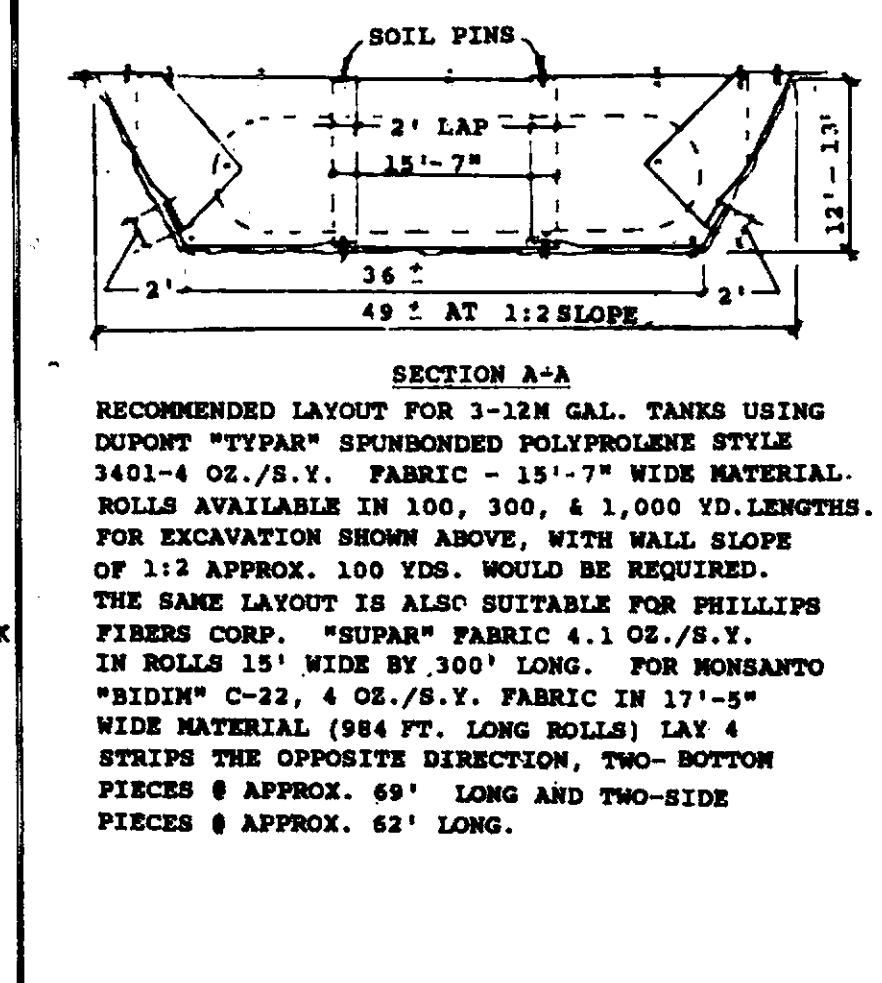 SOIL PINS
2' LAP
15'-7"
12'-13'
2'
36 ±
2'
49 ± AT 1:2 SLOPE
SECTION A-A
RECOMMENDED LAYOUT FOR 3-12M GAL. TANKS USING
DUPONT "TYPAR" SPUNBONDED POLYPROLENE STYLE
3401-4 OZ./S.Y. FABRIC - 15'-7" WIDE MATERIAL.
ROLLS AVAILABLE IN 100, 300, & 1,000 YD.LENGTHS.
FOR EXCAVATION SHOWN ABOVE, WITH WALL SLOPE
OF 1:2 APPROX. 100 YDS. WOULD BE REQUIRED.
THE SAME LAYOUT IS ALSO SUITABLE FOR PHILLIPS
FIBERS CORP. "SUPAR" FABRIC 4.1 OZ./S.Y.
IN ROLLS 15' WIDE BY 300' LONG. FOR MONSANTO
"BIDIM" C-22, 4 OZ./S.Y. FABRIC IN 17'-5"
WIDE MATERIAL (984 FT. LONG ROLLS) LAY 4
STRIPS THE OPPOSITE DIRECTION, TWO- BOTTOM
PIECES @ APPROX. 69' LONG AND TWO-SIDE
PIECES @ APPROX. 62' LONG.